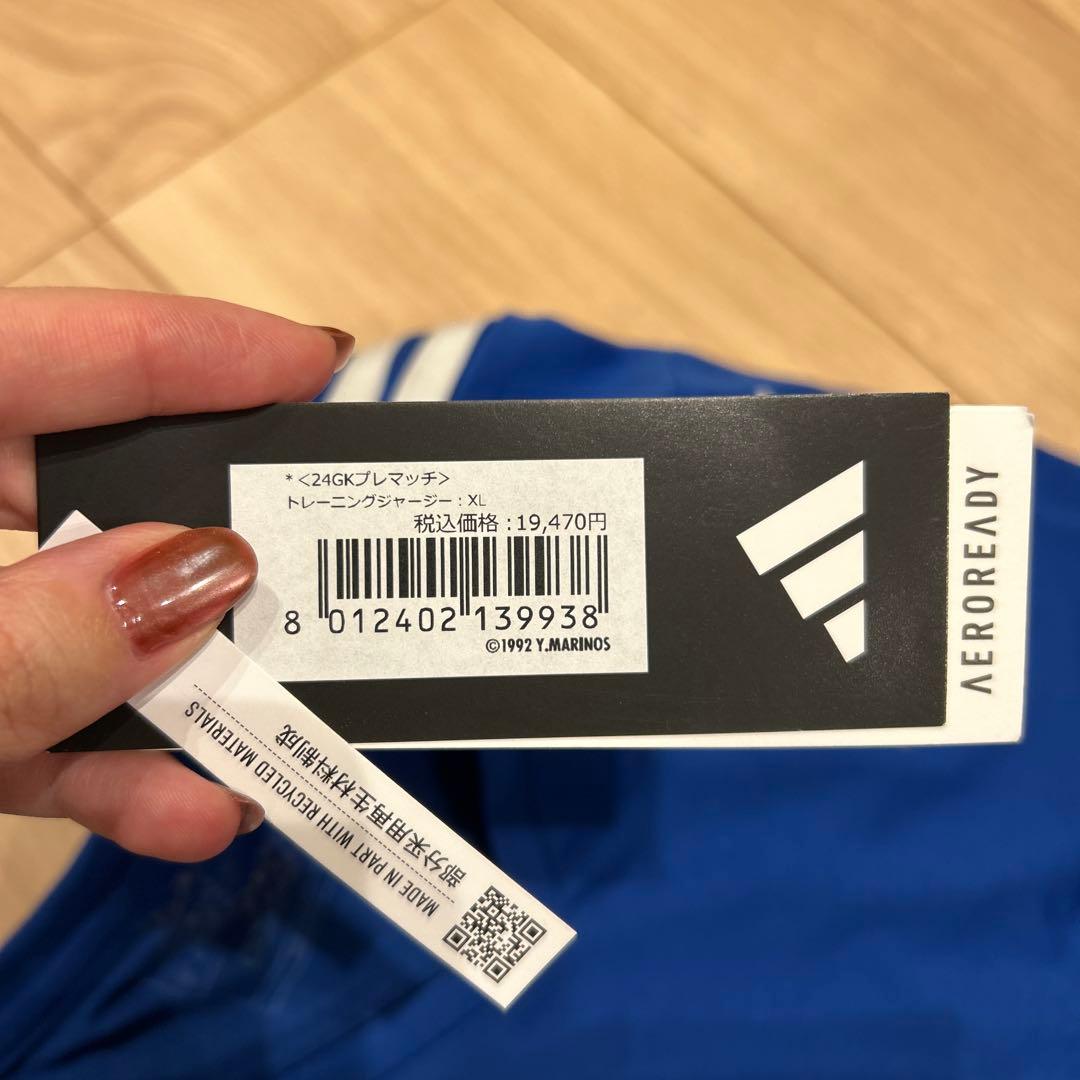 *<24GKプレマッチ>
トレーニングジャージー:XL
税込価格:19,470円
8 012402 139938
©1992 Y.MARINOS
AEROREADY
MADE IN PART WITH RECYCLED MATERIALS
部分采用再生材料制成